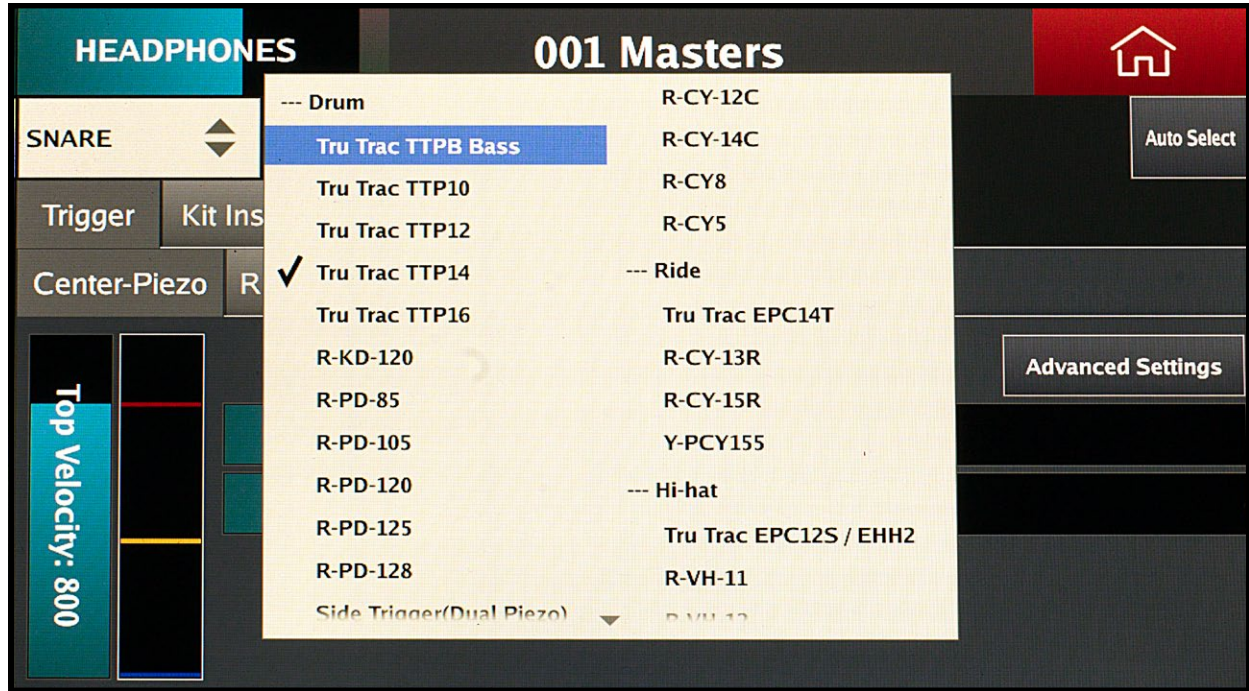 HEADPHONES
001 Masters
SNARE
Auto Select
Trigger
Kit Ins
Center-Piezo
R
Advanced Settings
Top Velocity: 800
--- Drum
Tru Trac TTPB Bass
Tru Trac TTP10
Tru Trac TTP12
✓ Tru Trac TTP14
Tru Trac TTP16
R-KD-120
R-PD-85
R-PD-105
R-PD-120
R-PD-125
R-PD-128
Side Trigger(Dual Piezo)
R-CY-12C
R-CY-14C
R-CY8
R-CY5
--- Ride
Tru Trac EPC14T
R-CY-13R
R-CY-15R
Y-PCY155
--- Hi-hat
Tru Trac EPC12S / EHH2
R-VH-11
R-VH-12